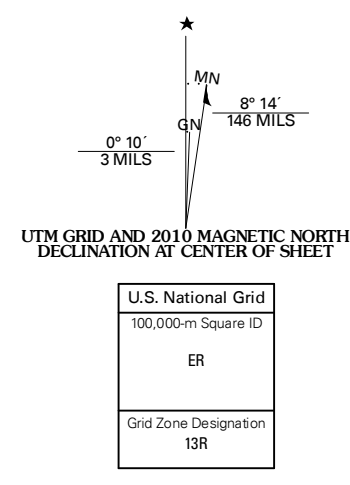 ★
MN
GN
8° 14´
146 MILS
0° 10´
3 MILS
UTM GRID AND 2010 MAGNETIC NORTH
DECLINATION AT CENTER OF SHEET
U.S. National Grid
100,000-m Square ID
ER
Grid Zone Designation
13R